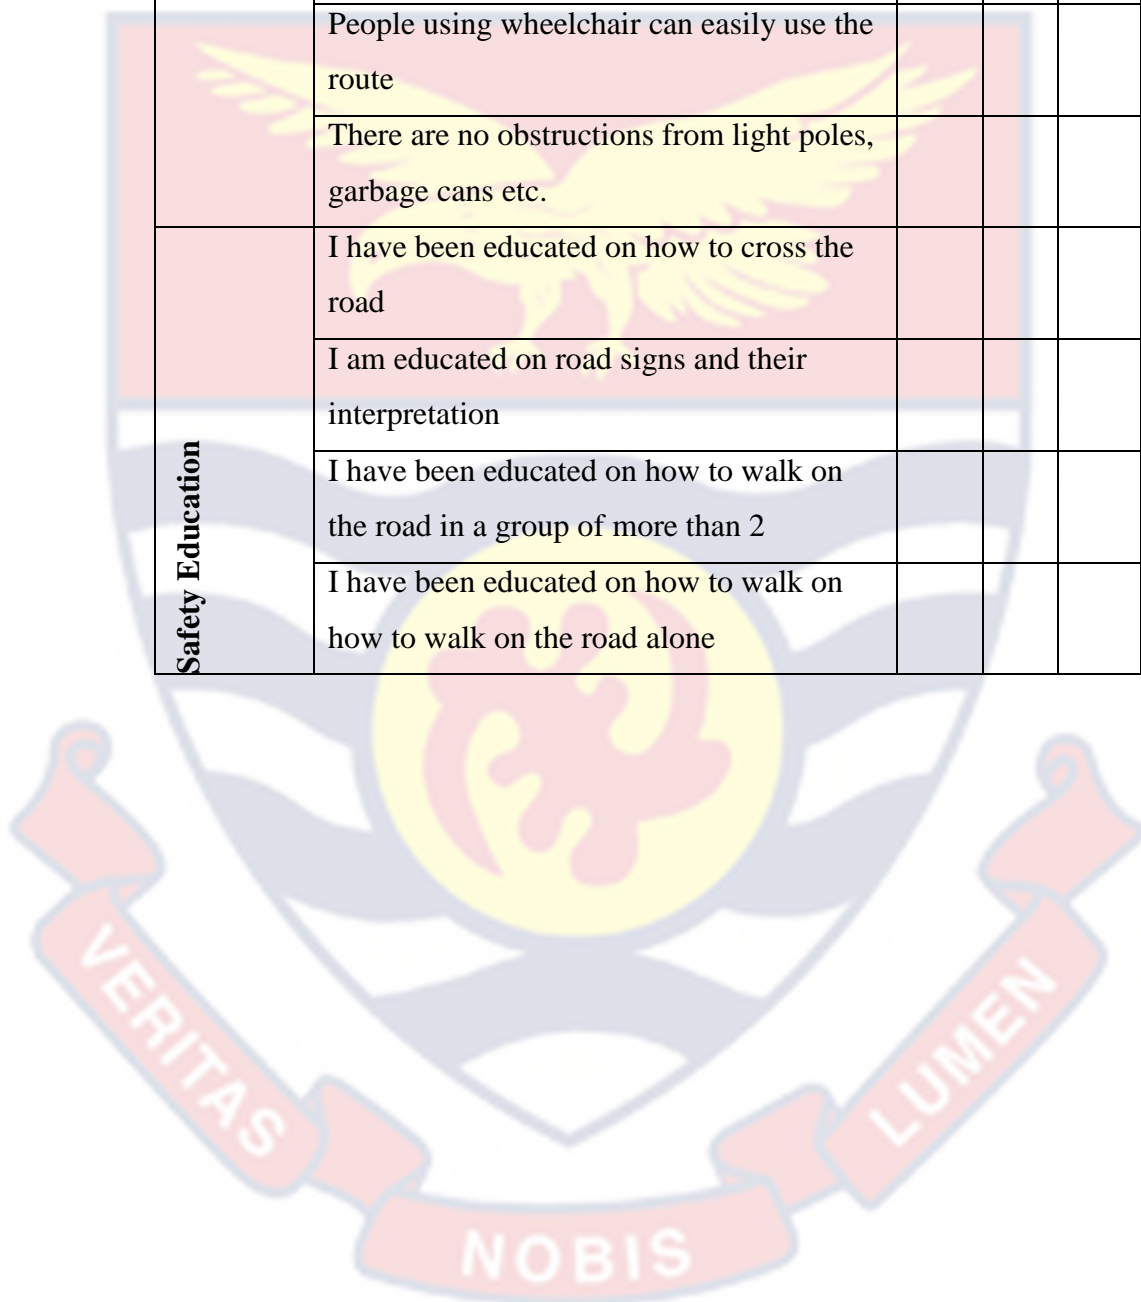 People using wheelchair can easily use the
route
There are no obstructions from light poles,
garbage cans etc.
Safety Education
I have been educated on how to cross the
road
I am educated on road signs and their
interpretation
I have been educated on how to walk on
the road in a group of more than 2
I have been educated on how to walk on
how to walk on the road alone
VERITAS
NOBIS
LUMEN